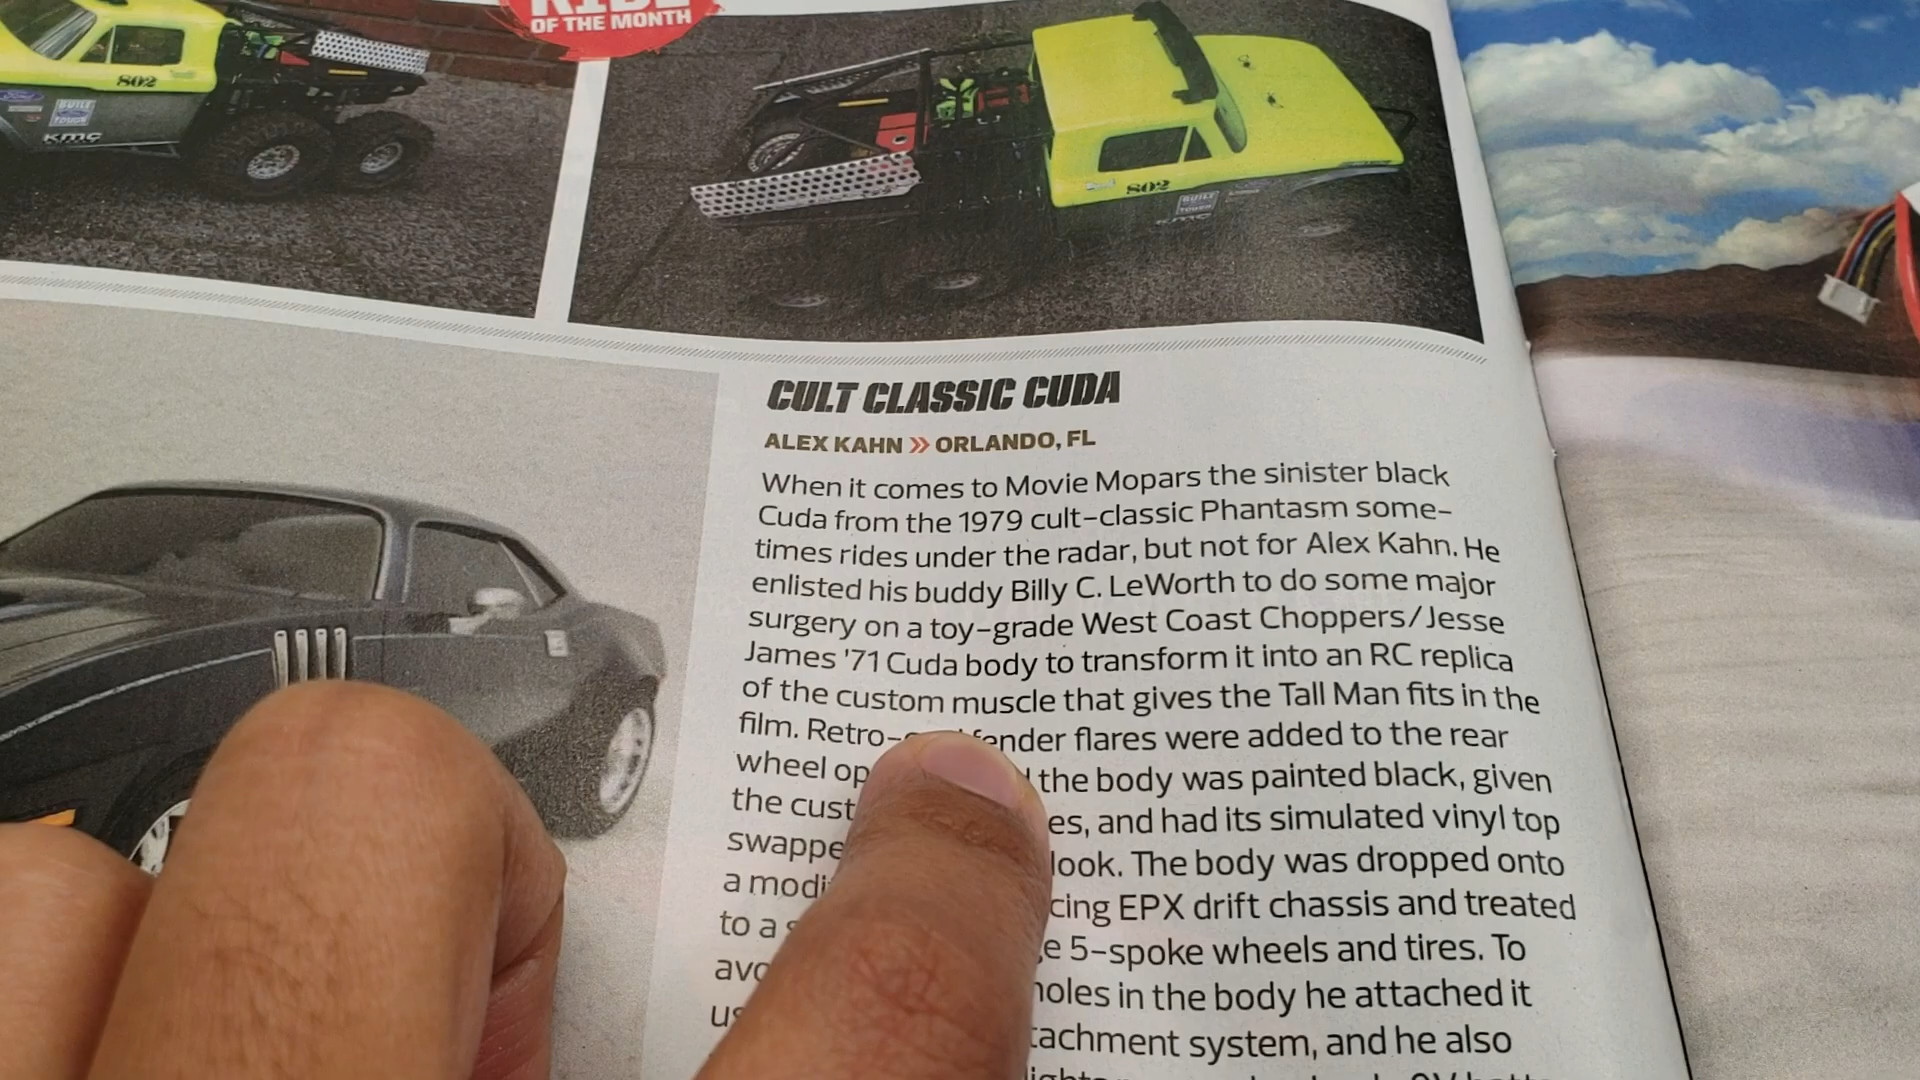 OF THE MONTH
802
BUILT
TOUGH
KMC
802
BUILT
CULT CLASSIC CUDA
ALEX KAHN >> ORLANDO, FL
When it comes to Movie Mopars the sinister black
Cuda from the 1979 cult-classic Phantasm some-
times rides under the radar, but not for Alex Kahn. He
enlisted his buddy Billy C. LeWorth to do some major
surgery on a toy-grade West Coast Choppers/Jesse
James '71 Cuda body to transform it into an RC replica
of the custom muscle that gives the Tall Man fits in the
film. Retro- fender flares were added to the rear
wheel the body was painted black, given
the and had its simulated vinyl top
look. The body was dropped onto
a EPX drift chassis and treated
to a 5-spoke wheels and tires. To
in the body he attached it
system, and he also